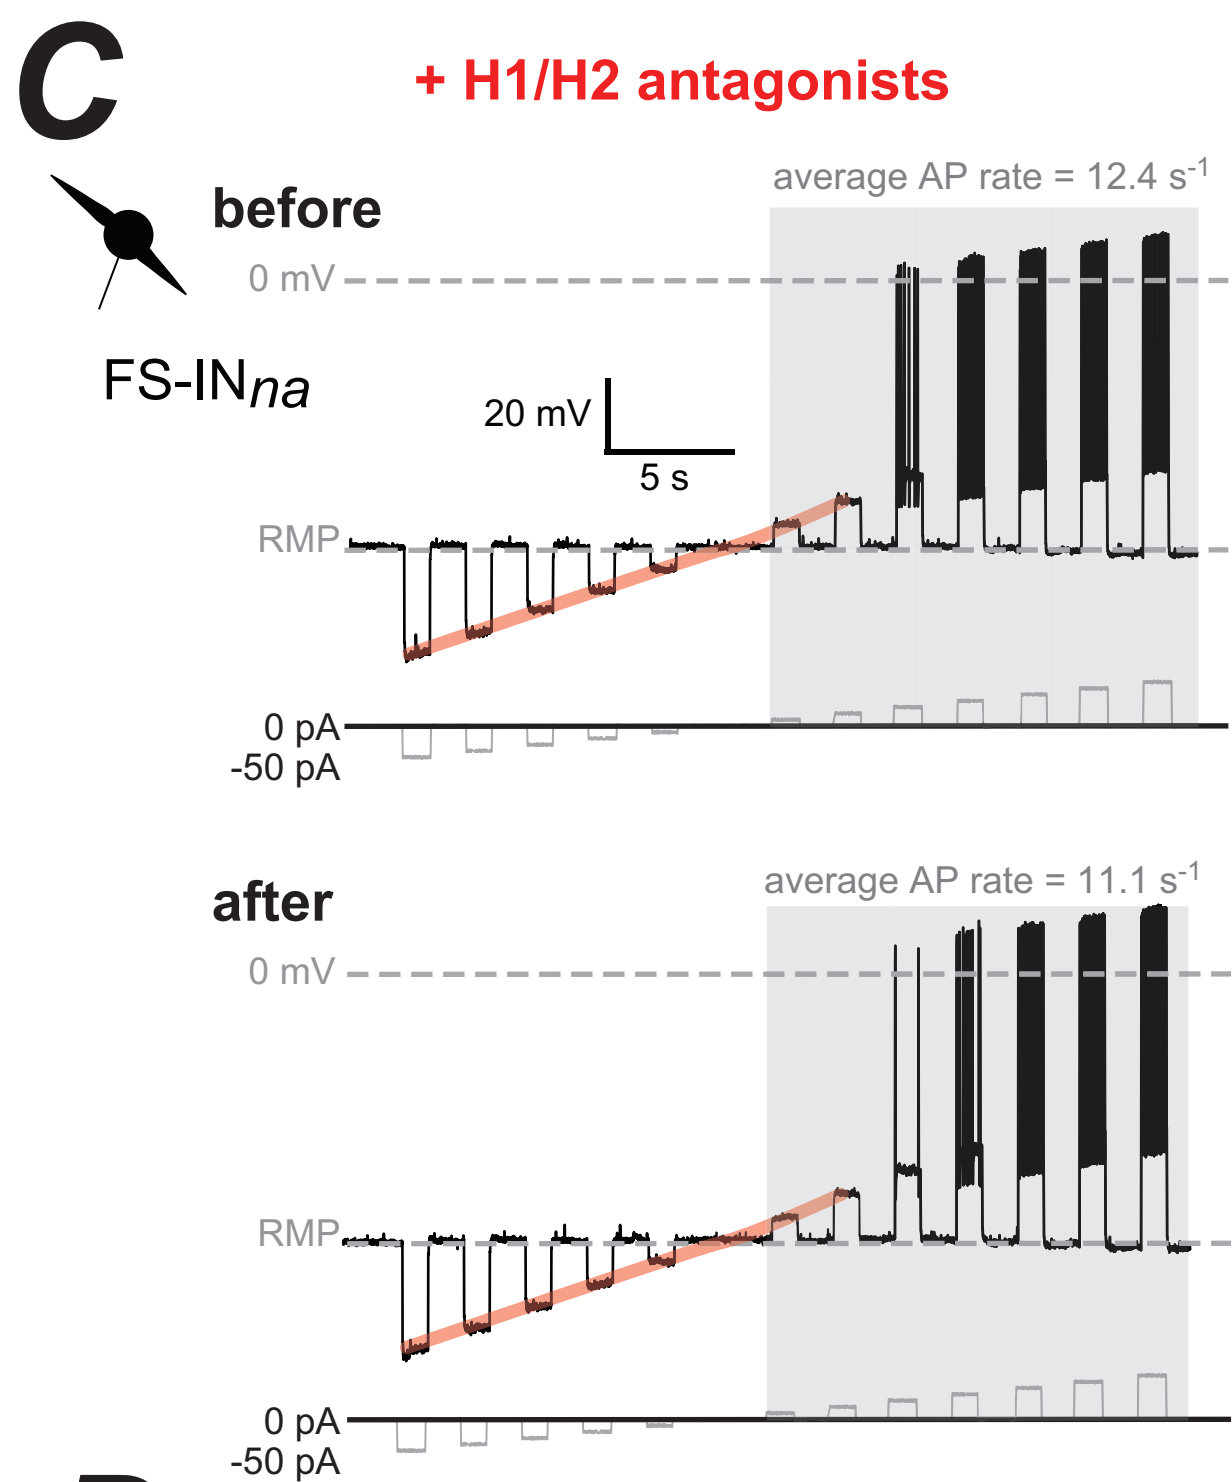 C
+ H1/H2 antagonists
average AP rate = 12.4 s-1
before
0 mV
FS-INna
20 mV
5 s
RMP
0 pA
-50 pA
average AP rate = 11.1 s-1
after
0 mV
RMP
0 pA
-50 pA